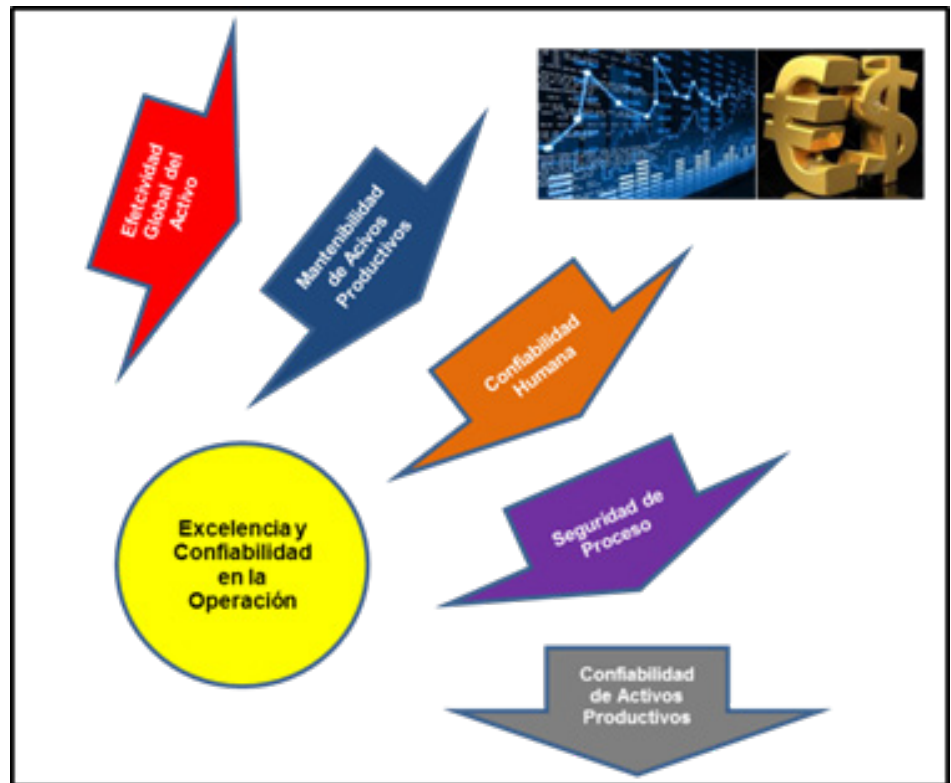 Efetcividad
Global del
Activo
Mantenibilidad
de Acivos
Productivos
Confiabilidad
Humana
Seguridad de
Proceso
Excelencia y
Confiabilidad
en la
Operación
Confiabilidad
de Activos
Productivos